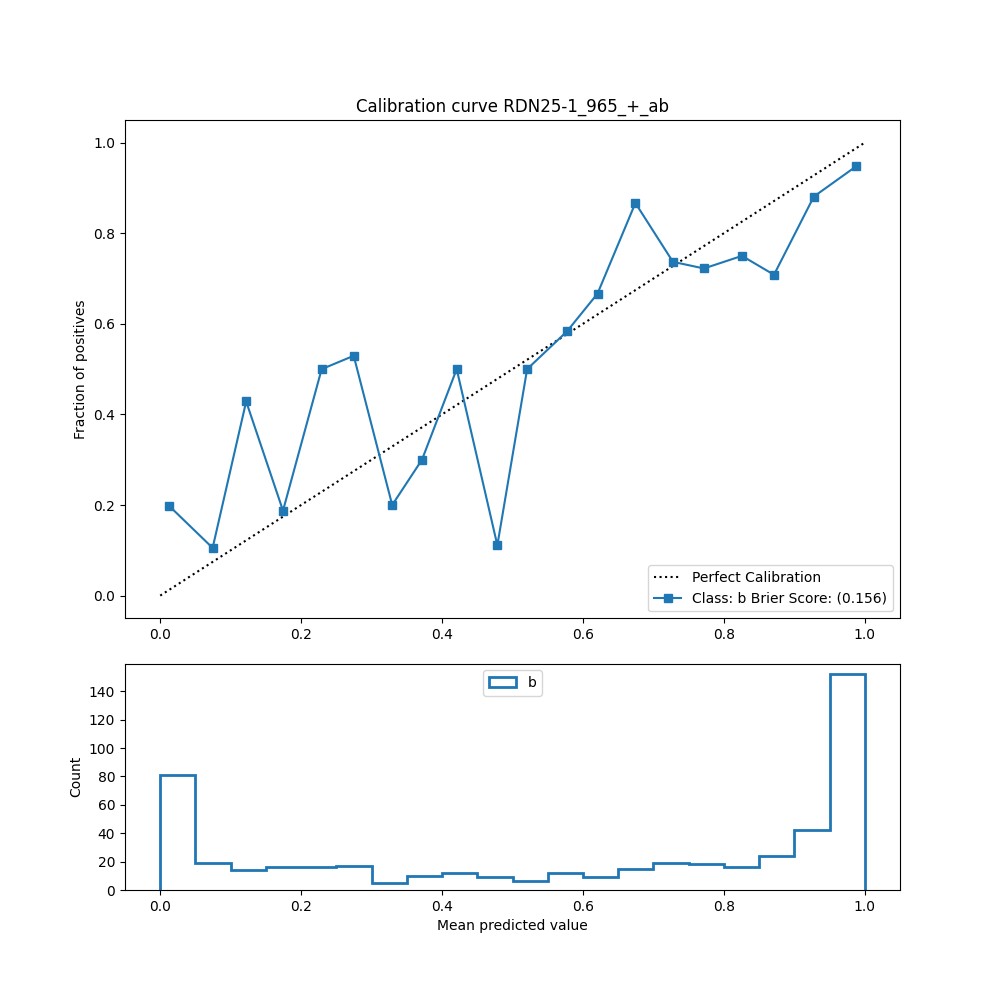 Calibration curve RDN25-1_965_+_ab
Fraction of positives
1.0
0.8
0.6
0.4
0.2
0.0
Perfect Calibration
Class: b Brier Score: (0.156)
0.0 0.2 0.4 0.6 0.8 1.0
Count
b
140
120
100
80
60
40
20
0
0.0 0.2 0.4 0.6 0.8 1.0
Mean predicted value